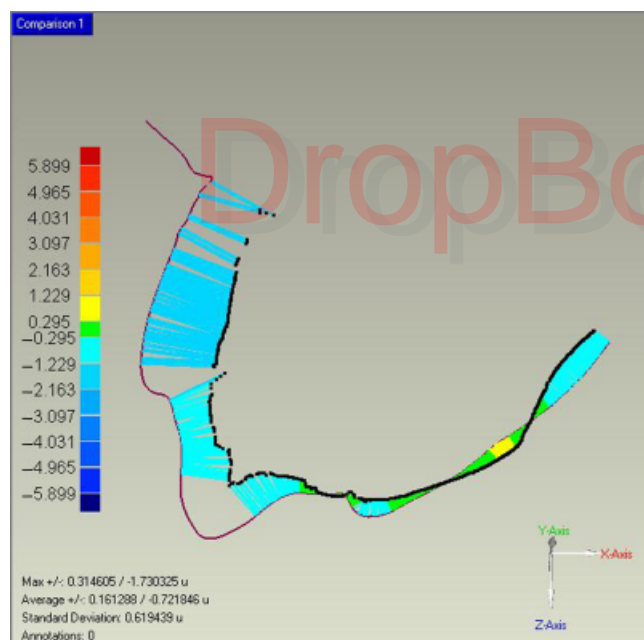 Comparison 1
DropBo
5.899
4.965
4.031
3.097
2.163
1.229
0.295
-0.295
-1.229
-2.163
-3.097
-4.031
-4.965
-5.899
Y-Axis
X-Axis
Z-Axis
Max +/-: 0.314605 / -1.730325 u
Average +/-: 0.161288 / -0.721846 u
Standard Deviation: 0.619439 u
Annotations: 0